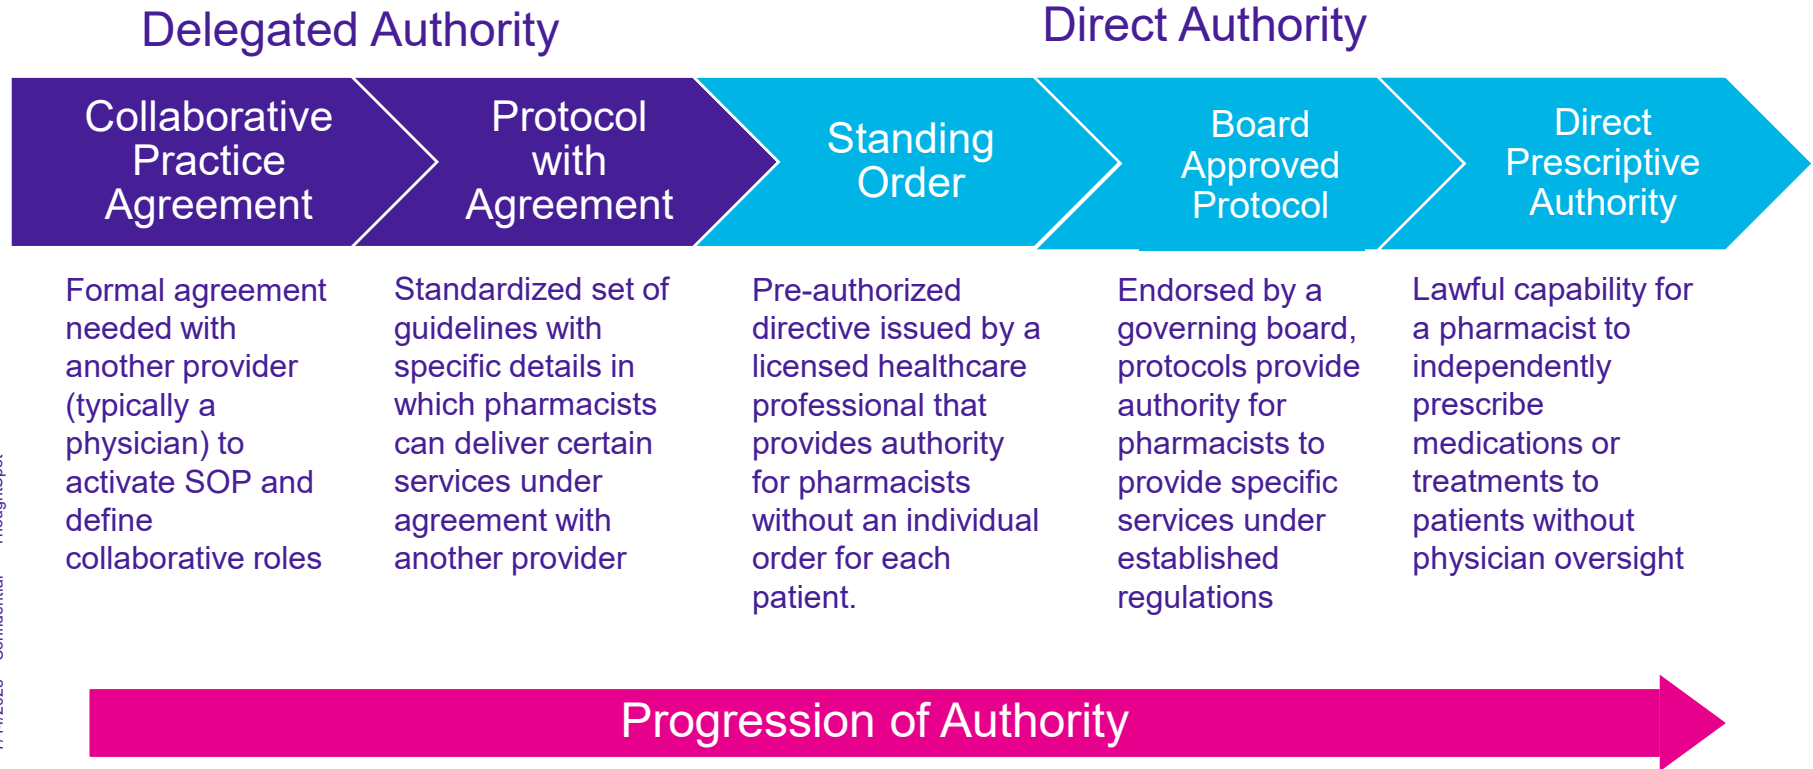 Delegated Authority
Direct Authority
Collaborative
Practice
Agreement
Protocol
with
Agreement
Standing
Order
Board
Approved
Protocol
Direct
Prescriptive
Authority
Formal agreement
needed with
another provider
(typically a
physician) to
activate SOP and
define
collaborative roles
Standardized set of
guidelines with
specific details in
which pharmacists
can deliver certain
services under
agreement with
another provider
Pre-authorized
directive issued by a
licensed healthcare
professional that
provides authority
for pharmacists
without an individual
order for each
patient.
Endorsed by a
governing board,
protocols provide
authority for
pharmacists to
provide specific
services under
established
regulations
Lawful capability for
a pharmacist to
independently
prescribe
medications or
treatments to
patients without
physician oversight
Progression of Authority